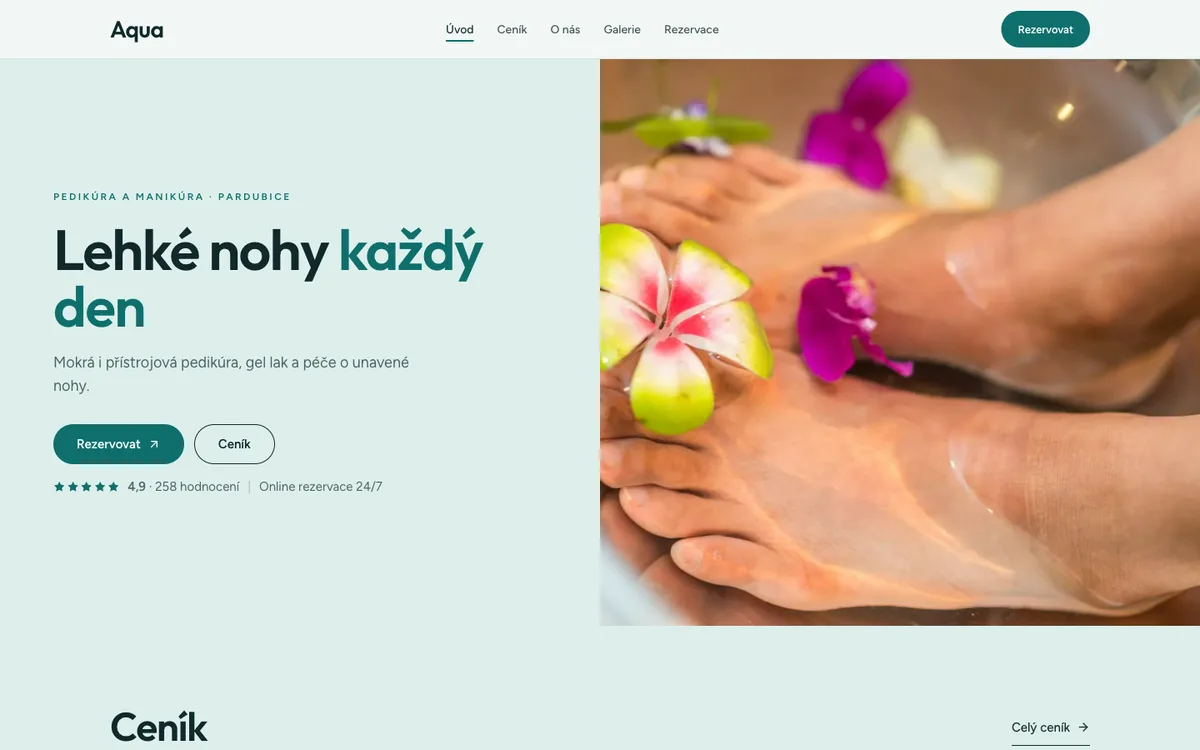 Aqua
Úvod
Ceník
O nás
Galerie
Rezervace
Rezervovat
PEDIKÚRA A MANIKÚRA · PARDUBICE
Lehké nohy každý
den
Mokrá i přístrojová pedikúra, gel lak a péče o unavené
nohy.
Rezervovat
Ceník
4,9 · 258 hodnocení | Online rezervace 24/7
Ceník
Celý ceník